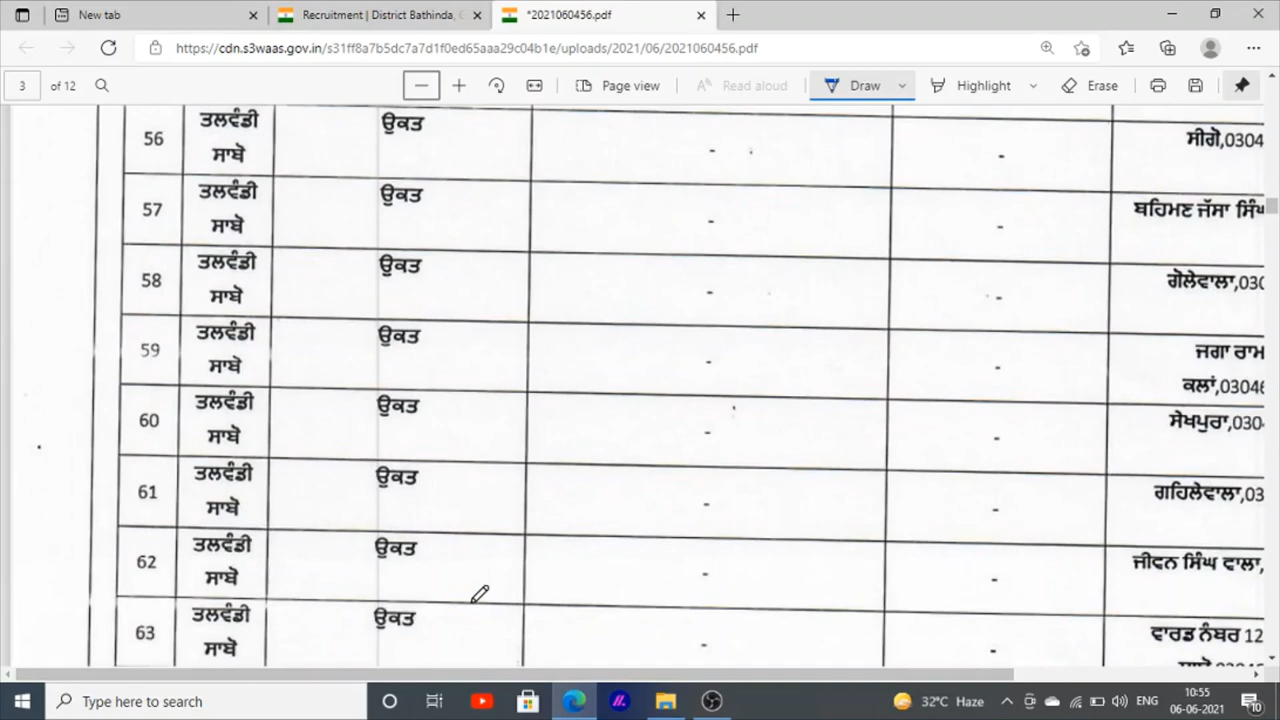 New tab
Recruitment | District Bathinda,
*2021060456.pdf
https://cdn.s3waas.gov.in/s31ff8a7b5dc7a7d1f0ed65aaa29c04b1e/uploads/2021/06/2021060456.pdf
3 of 12
Page view
Read aloud
Draw
Highlight
Erase
56 ਤਲਵੰਡੀ ਉਕਤ - - ਸੀਗੋ,0304
ਸਾਬੋ
57 ਤਲਵੰਡੀ ਉਕਤ - - ਬਹਿਮਣ ਜੱਸਾ ਸਿੰਘ
ਸਾਬੋ
58 ਤਲਵੰਡੀ ਉਕਤ - - ਗੋਲੇਵਾਲਾ,030
ਸਾਬੋ
59 ਤਲਵੰਡੀ ਉਕਤ - - ਜਗਾ ਰਾਮ
ਸਾਬੋ ਕਲਾਂ,03046
60 ਤਲਵੰਡੀ ਉਕਤ - - ਸੇਖਪੁਰਾ,030
ਸਾਬੋ
61 ਤਲਵੰਡੀ ਉਕਤ - - ਗਹਿਲੇਵਾਲਾ,03
ਸਾਬੋ
62 ਤਲਵੰਡੀ ਉਕਤ - - ਜੀਵਨ ਸਿੰਘ ਵਾਲਾ,
ਸਾਬੋ
63 ਤਲਵੰਡੀ ਉਕਤ - - ਵਾਰਡ ਨੰਬਰ 12
ਸਾਬੋ
Type here to search
32°C Haze
ENG
10:55
06-06-2021
10